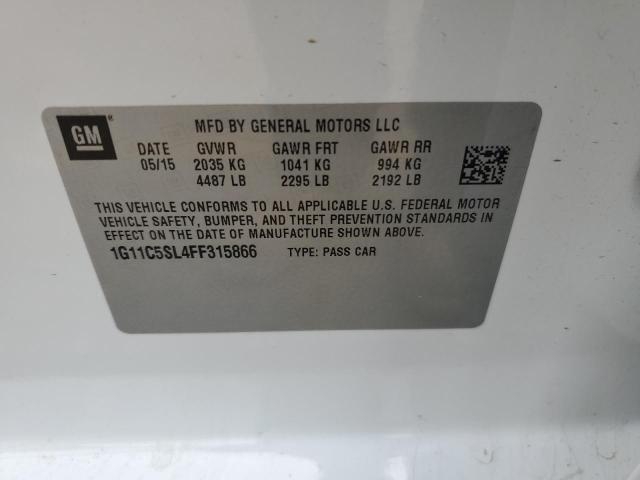 GM®
MFD BY GENERAL MOTORS LLC
DATE GVWR GAWR FRT GAWR RR
05/15 2035 KG 1041 KG 994 KG
4487 LB 2295 LB 2192 LB
THIS VEHICLE CONFORMS TO ALL APPLICABLE U.S. FEDERAL MOTOR
VEHICLE SAFETY, BUMPER, AND THEFT PREVENTION STANDARDS IN
EFFECT ON THE DATE OF MANUFACTURE SHOWN ABOVE.
1G11C5SL4FF315866 TYPE: PASS CAR